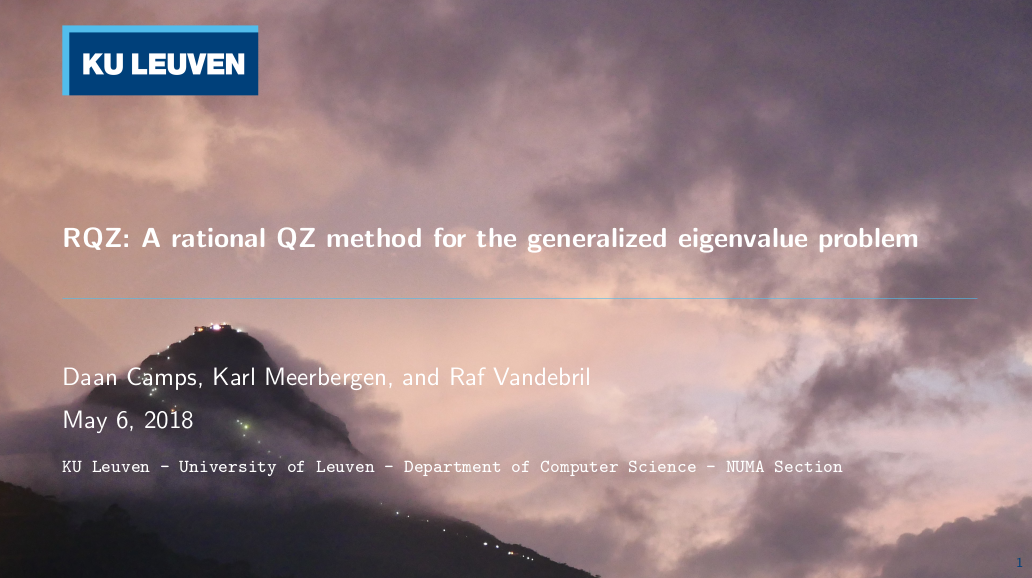 KU LEUVEN
RQZ: A rational QZ method for the generalized eigenvalue problem
Daan Camps, Karl Meerbergen, and Raf Vandebril
May 6, 2018
KU Leuven - University of Leuven - Department of Computer Science - NUMA Section
1